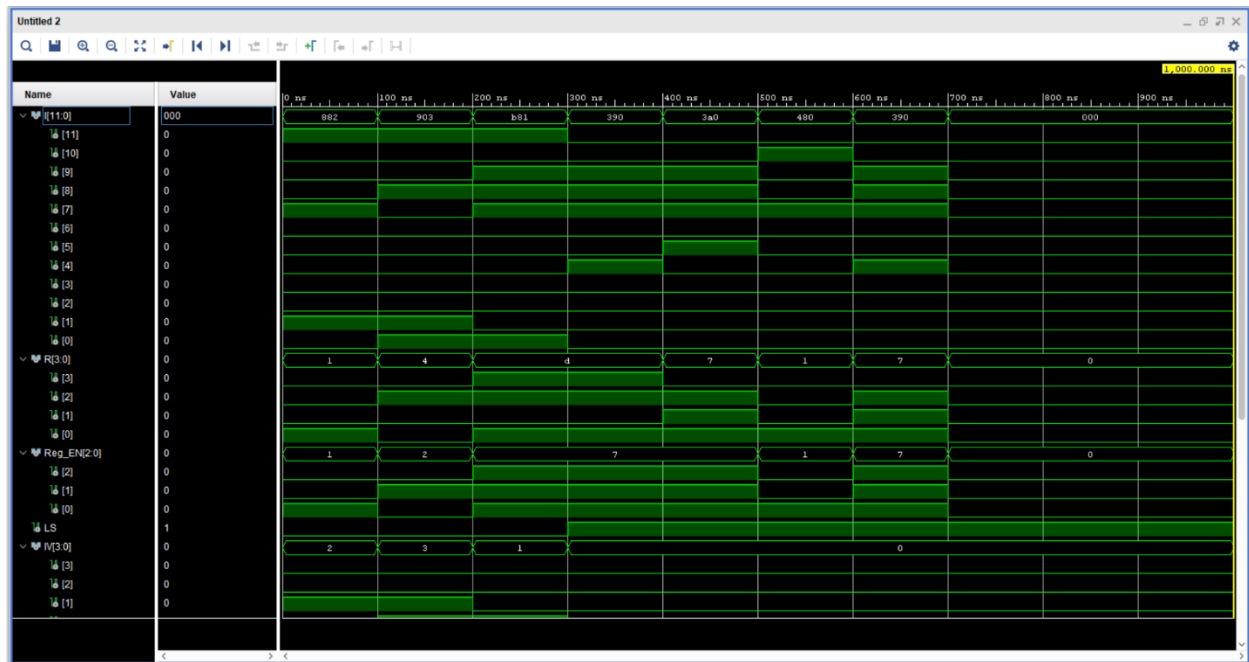 Untitled 2
1,000.000 ns
Name Value 0 ns 100 ns 200 ns 300 ns 400 ns 500 ns 600 ns 700 ns 800 ns 900 ns
I[11:0] 000 882 903 b81 390 3a0 480 390 000
[11] 0
[10] 0
[9] 0
[8] 0
[7] 0
[6] 0
[5] 0
[4] 0
[3] 0
[2] 0
[1] 0
[0] 0
R[3:0] 0 1 4 d 7 1 7 0
[3] 0
[2] 0
[1] 0
[0] 0
Reg_EN[2:0] 0 1 2 7 1 7 0
[2] 0
[1] 0
[0] 0
LS 1
IV[3:0] 0 2 3 1 0
[3] 0
[2] 0
[1] 0